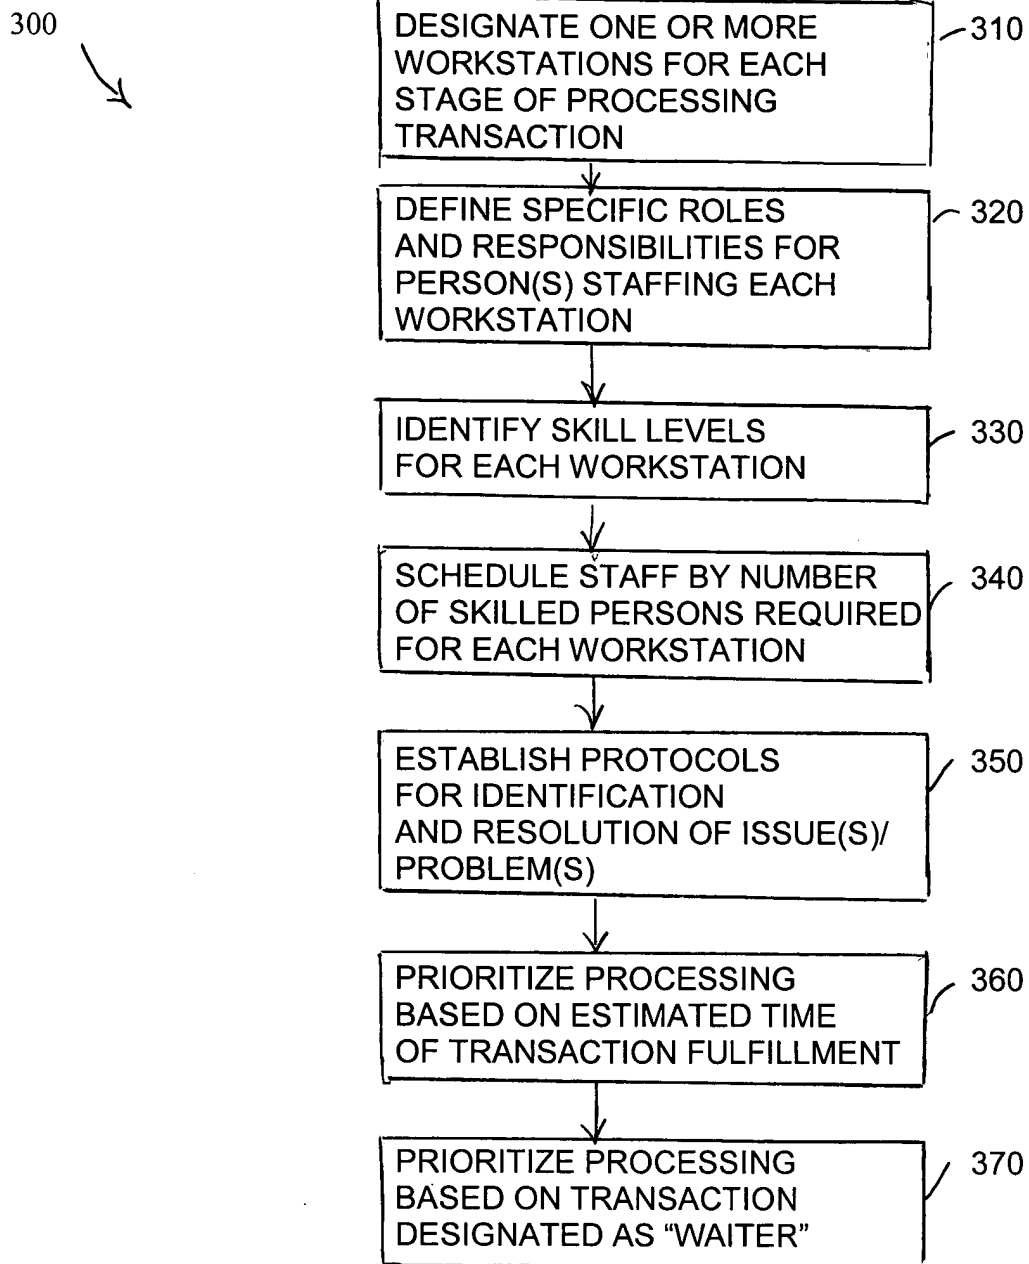 300
DESIGNATE ONE OR MORE
WORKSTATIONS FOR EACH
STAGE OF PROCESSING
TRANSACTION
310
DEFINE SPECIFIC ROLES
AND RESPONSIBILITIES FOR
PERSON(S) STAFFING EACH
WORKSTATION
320
IDENTIFY SKILL LEVELS
FOR EACH WORKSTATION
330
SCHEDULE STAFF BY NUMBER
OF SKILLED PERSONS REQUIRED
FOR EACH WORKSTATION
340
ESTABLISH PROTOCOLS
FOR IDENTIFICATION
AND RESOLUTION OF ISSUE(S)/
PROBLEM(S)
350
PRIORITIZE PROCESSING
BASED ON ESTIMATED TIME
OF TRANSACTION FULFILLMENT
360
PRIORITIZE PROCESSING
BASED ON TRANSACTION
DESIGNATED AS “WAITER”
370